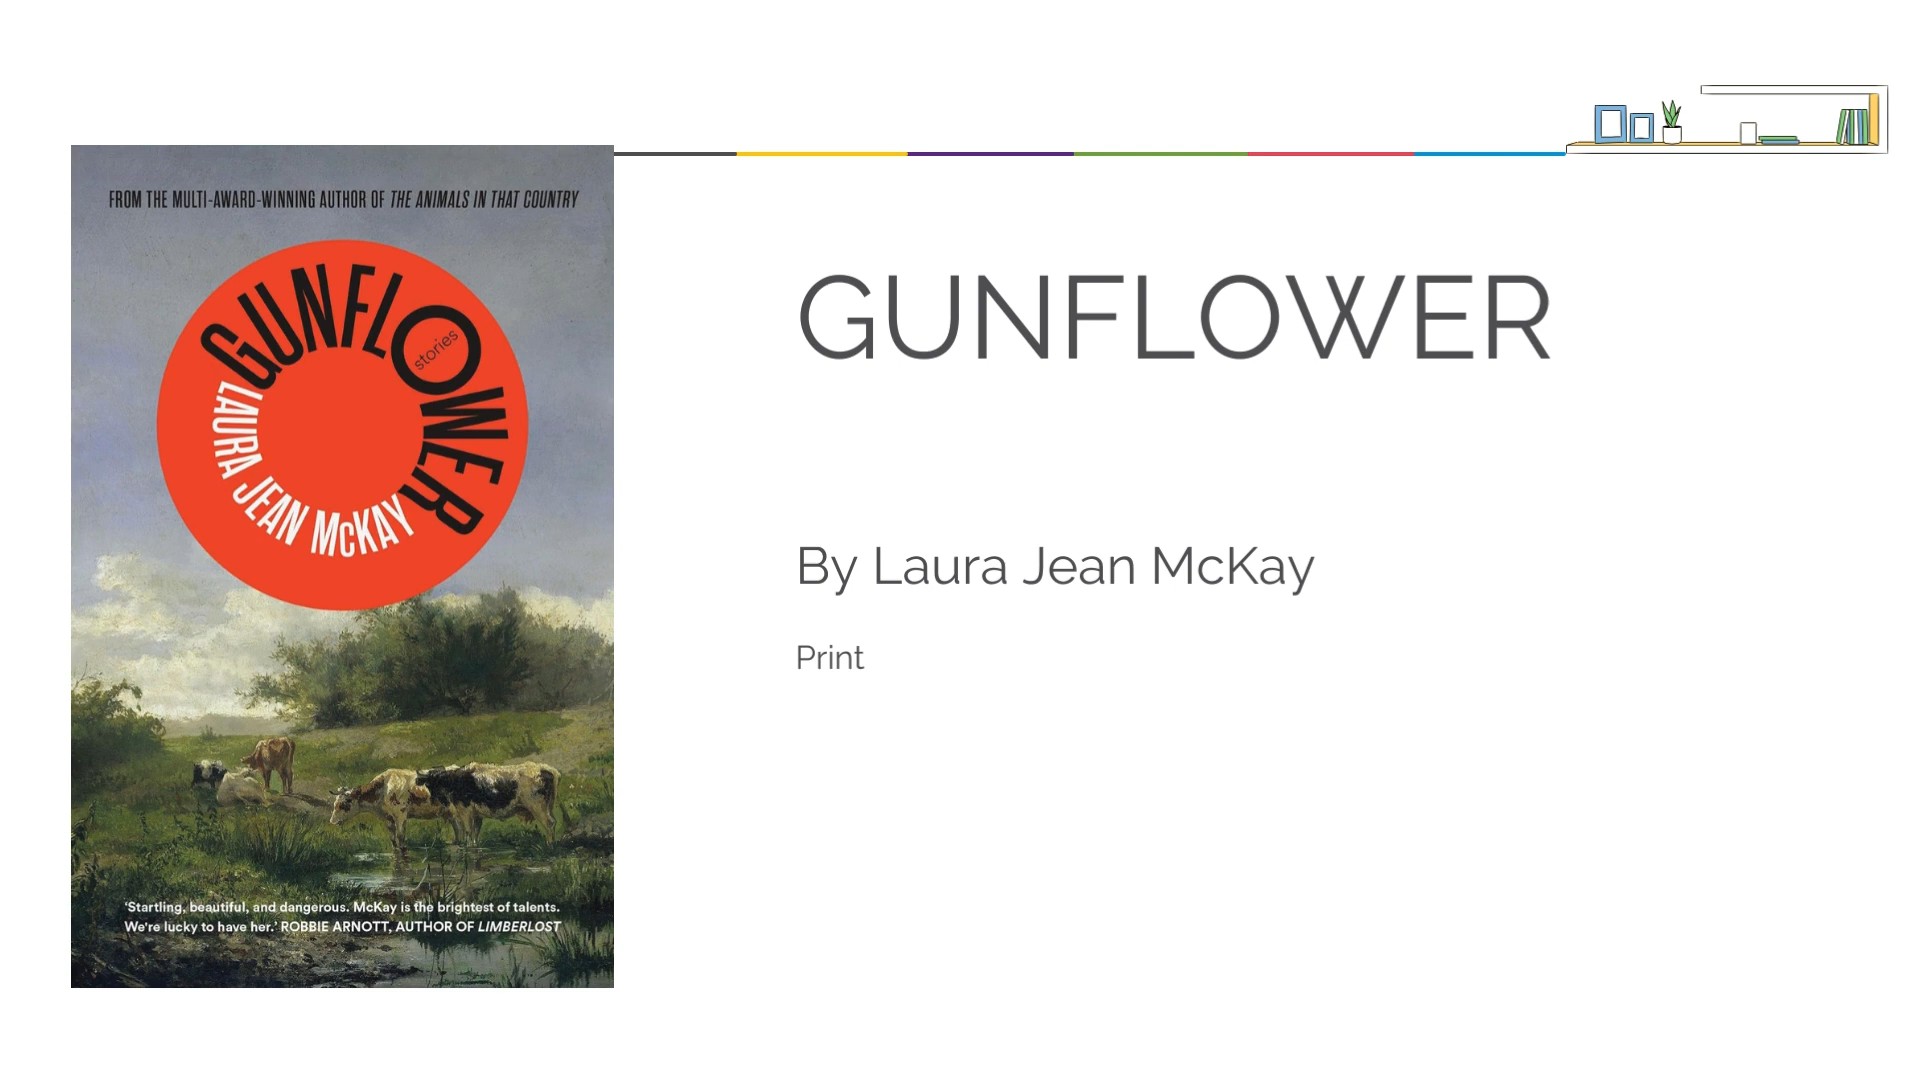 FROM THE MULTI-AWARD-WINNING AUTHOR OF THE ANIMALS IN THAT COUNTRY
GUNFLOWER
stories
LAURA JEAN McKAY
'Startling, beautiful, and dangerous. McKay is the brightest of talents.
We're lucky to have her.' ROBBIE ARNOTT, AUTHOR OF LIMBERLOST
GUNFLOWER
By Laura Jean McKay
Print